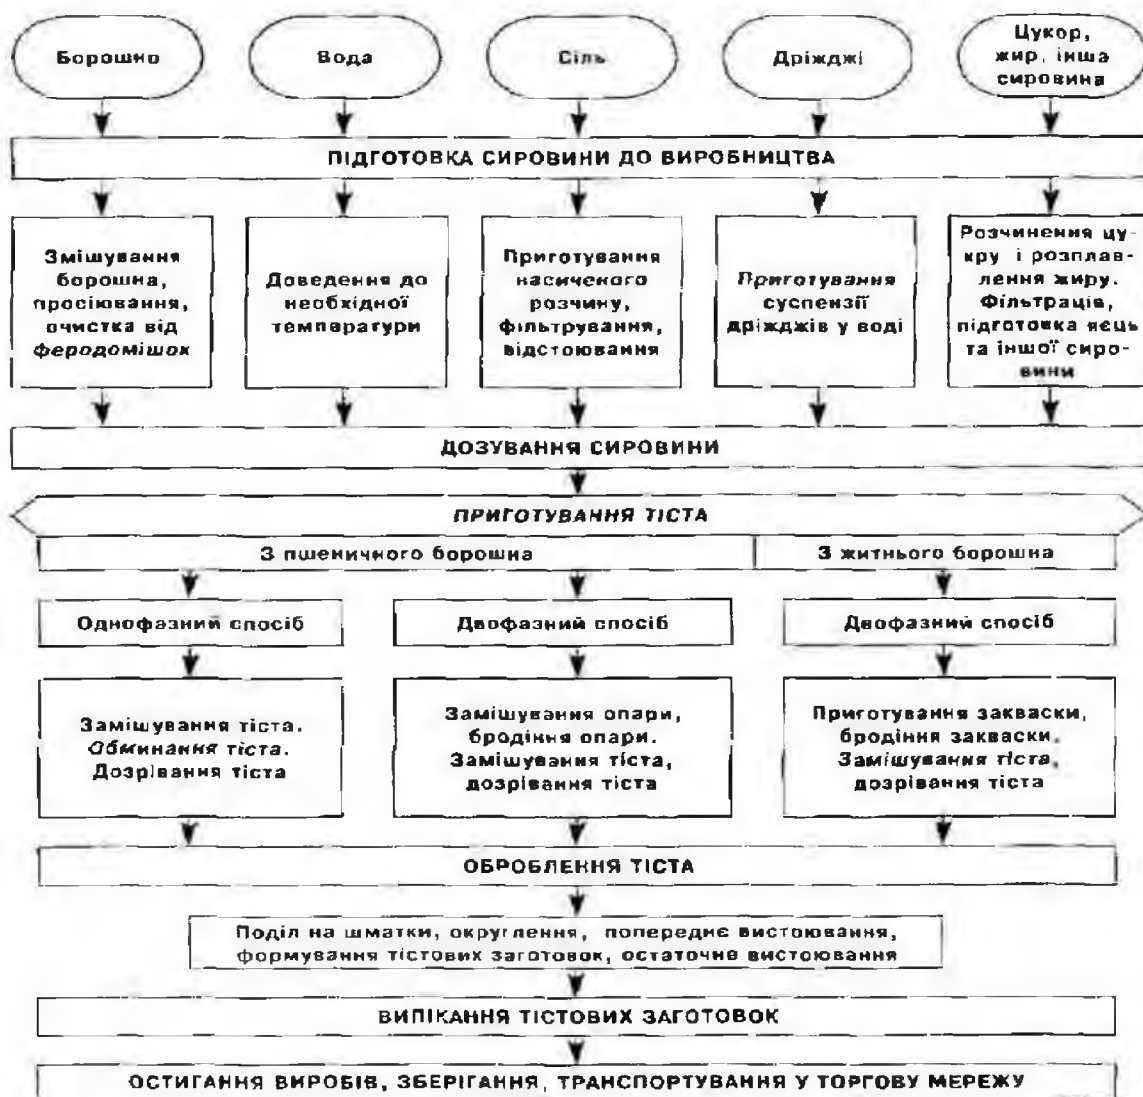 Борошно
Вода
Сіль
Дріжджі
Цукор,
жир, інша
сировина
ПІДГОТОВКА СИРОВИНИ ДО ВИРОБНИЦТВА
Змішування
борошна,
просіювання,
очистка від
феродомішок
Доведення до
необхідної
температури
Приготування
насиченого
розчину,
фільтрування,
відстоювання
Приготування
суспензії
дріжджів у воді
Розчинення цу-
кру і розплав-
лення жиру.
Фільтраців,
підготовка яєць
та іншої сиро-
вини
ДОЗУВАННЯ СИРОВИНИ
ПРИГОТУВАННЯ ТІСТА
З пшеничного борошна
З житнього борошна
Однофазний спосіб
Двофазний спосіб
Двофазний спосіб
Замішування тіста.
Обминання тіста.
Дозрівання тіста
Замішування опари,
бродіння опари.
Замішування тіста,
дозрівання тіста
Приготування закваски,
бродіння закваски.
Замішування тіста,
дозрівання тіста
ОБРОБЛЕННЯ ТІСТА
Поділ на шматки, округлення, попереднє вистоювання,
формування тістових заготовок, остаточне вистоювання
ВИПІКАННЯ ТІСТОВИХ ЗАГОТОВОК
ОСТИГАННЯ ВИРОБІВ, ЗБЕРІГАННЯ, ТРАНСПОРТУВАННЯ У ТОРГОВУ МЕРЕЖУ